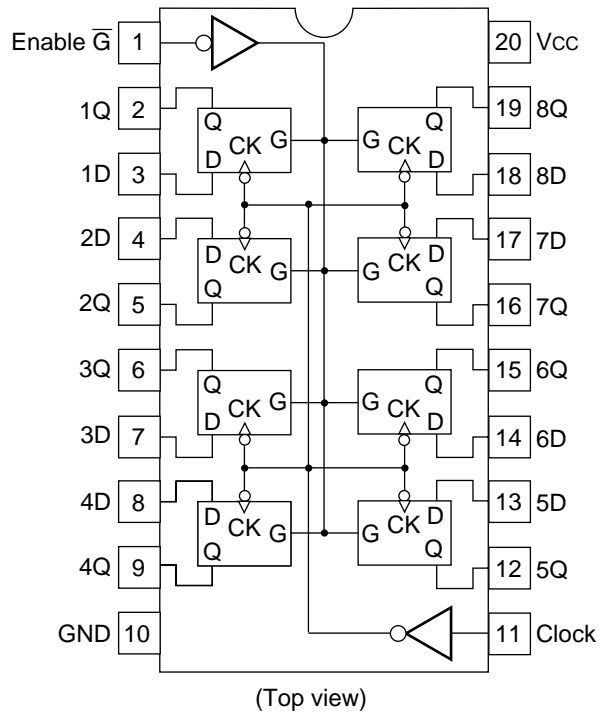 Enable G̅ 1 20 Vcc
1Q 2 Q G G Q 19 8Q
1D 3 D CK CK D 18 8D
2D 4 D CK G G CK D 17 7D
2Q 5 Q Q 16 7Q
3Q 6 Q G G Q 15 6Q
3D 7 D CK CK D 14 6D
4D 8 D CK G G CK D 13 5D
4Q 9 Q Q 12 5Q
GND 10 11 Clock
(Top view)